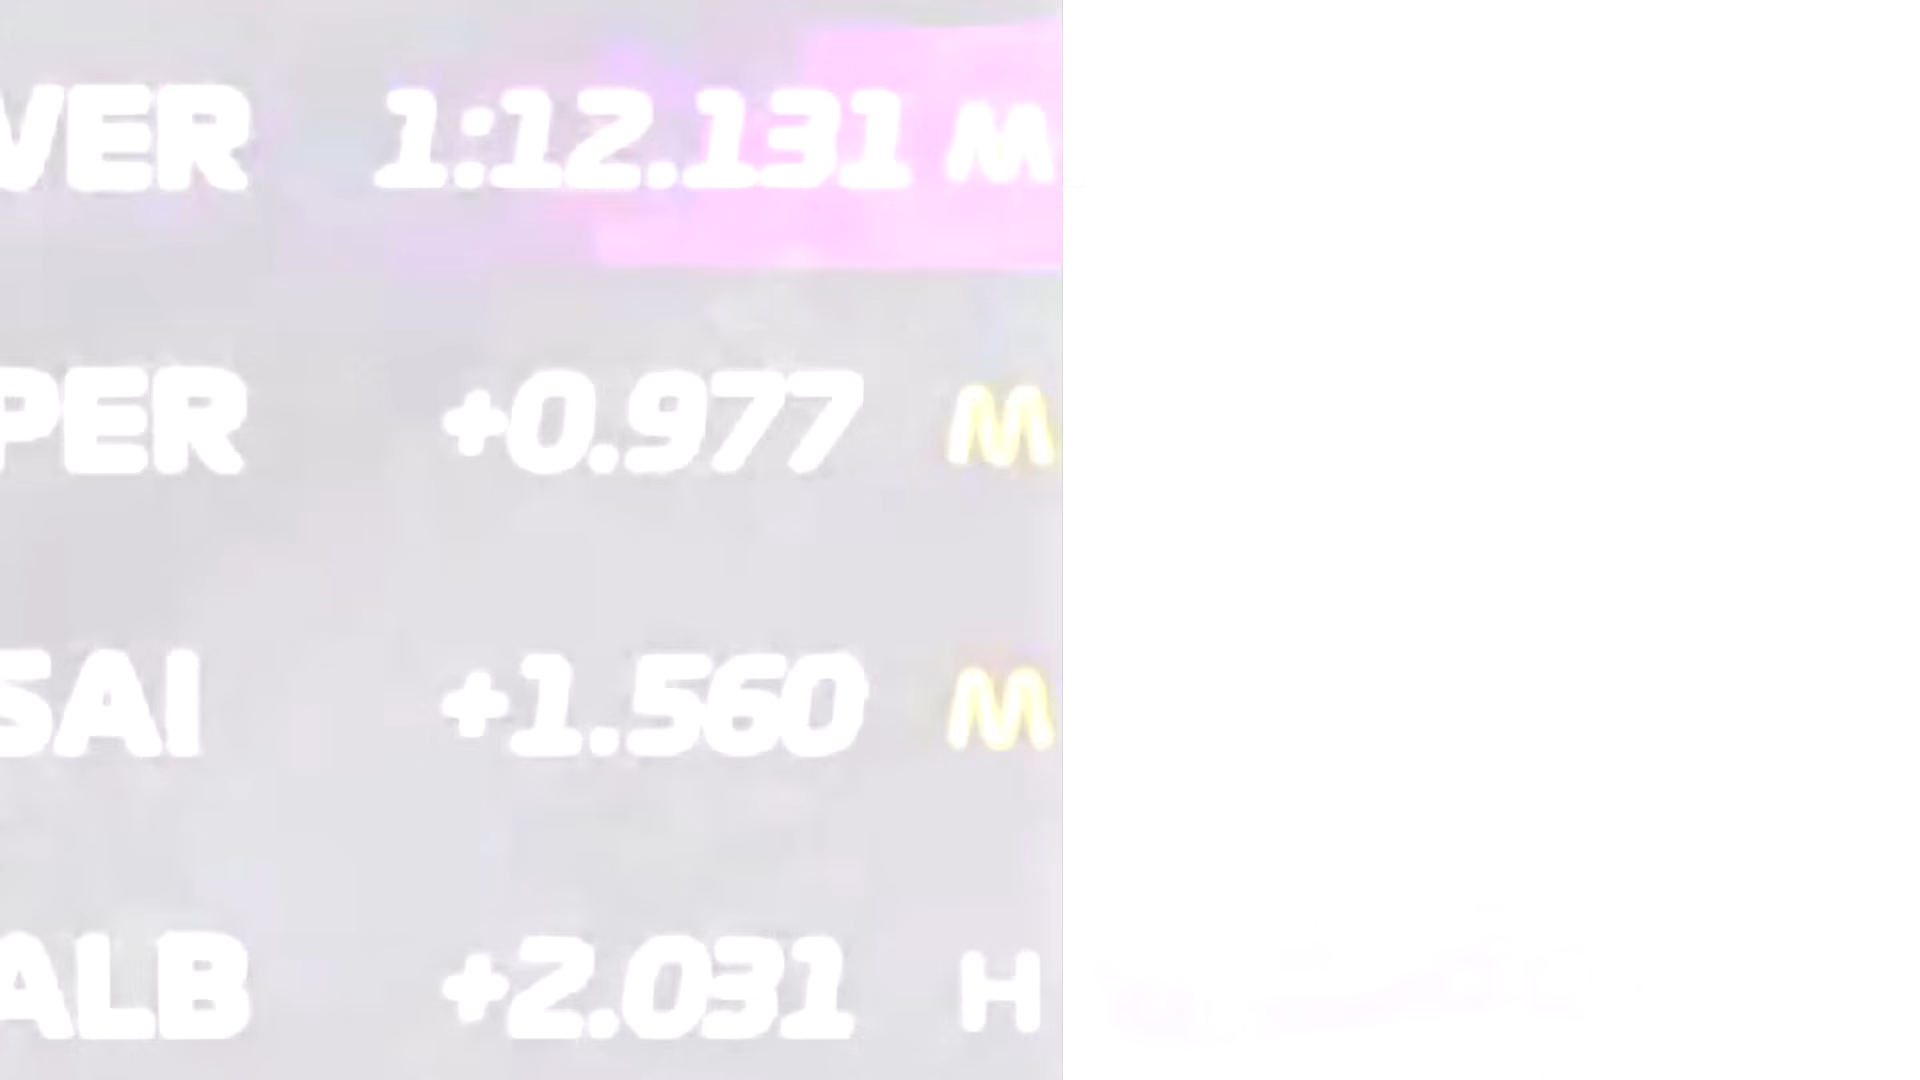 VER 1:12.131 M
PER +0.977 M
SAI +1.560 M
ALB +2.031 H